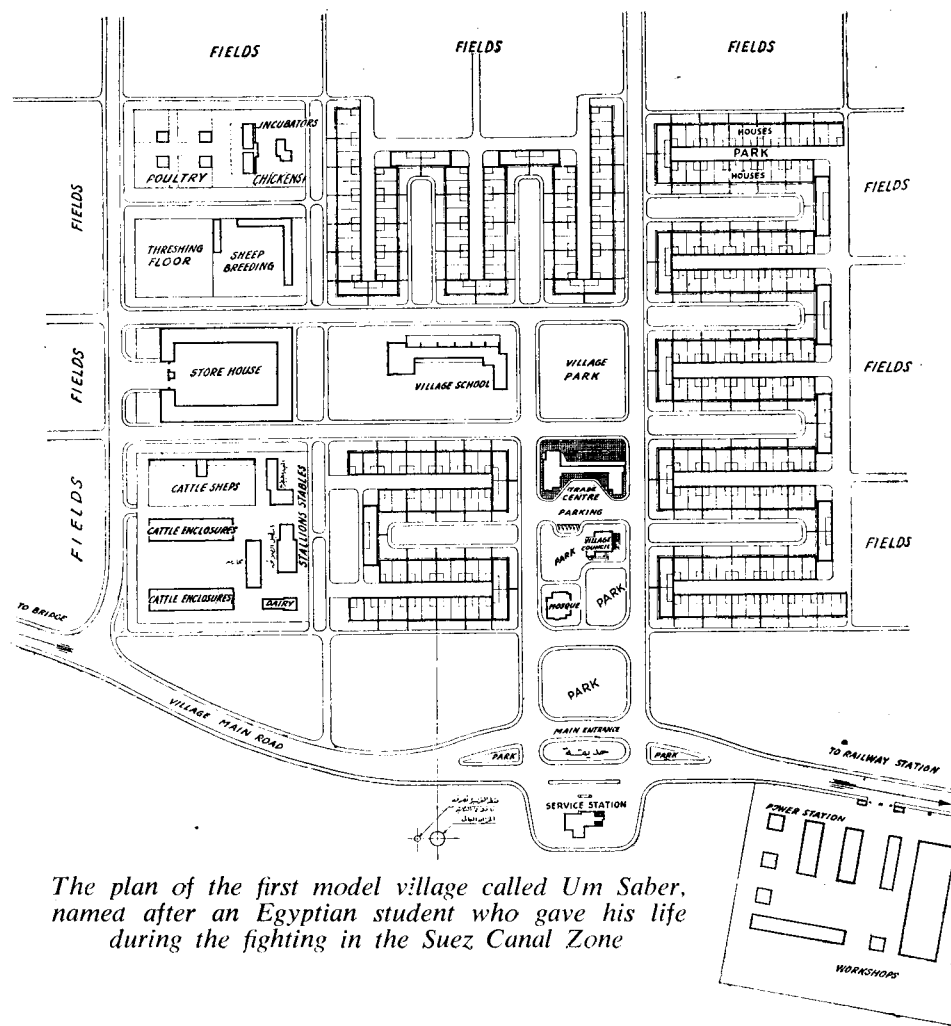 FIELDS
FIELDS
FIELDS
INCUBATORS
POULTRY
CHICKENS
HOUSES
PARK
HOUSES
FIELDS
FIELDS
THRESHING
FLOOR
SHEEP
BREEDING
FIELDS
STORE HOUSE
VILLAGE SCHOOL
VILLAGE
PARK
FIELDS
FIELDS
CATTLE SHEPS
STALLIONS STABLES
CATTLE ENCLOSURES
CATTLE ENCLOSURES
DAIRY
TRADE
CENTRE
PARKING
PARK
VILLAGE
COUNCIL
MOSQUE
PARK
FIELDS
TO BRIDGE
VILLAGE MAIN ROAD
PARK
MAIN ENTRANCE
PARK
حديقة
PARK
TO RAILWAY STATION
SERVICE STATION
POWER STATION
WORKSHOPS
The plan of the first model village called Um Saber,
named after an Egyptian student who gave his life
during the fighting in the Suez Canal Zone